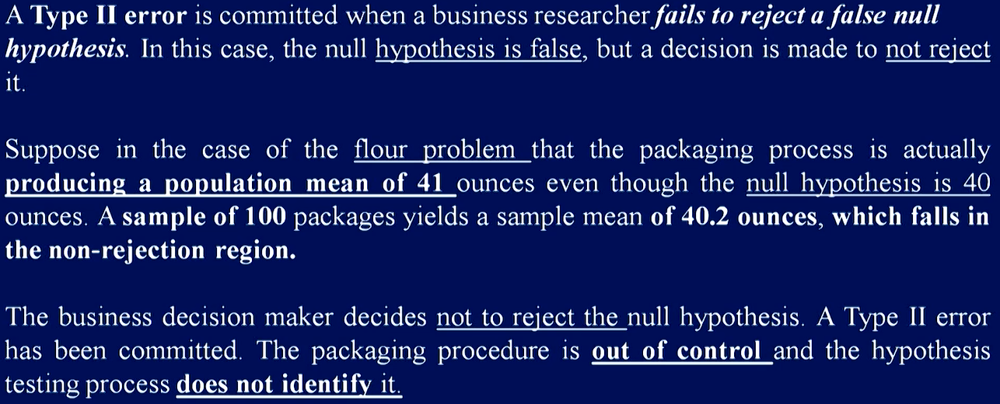 A Type II error is committed when a business researcher fails to reject a false null
hypothesis. In this case, the null hypothesis is false, but a decision is made to not reject
it.
Suppose in the case of the flour problem that the packaging process is actually
producing a population mean of 41 ounces even though the null hypothesis is 40
ounces. A sample of 100 packages yields a sample mean of 40.2 ounces, which falls in
the non-rejection region.
The business decision maker decides not to reject the null hypothesis. A Type II error
has been committed. The packaging procedure is out of control and the hypothesis
testing process does not identify it.